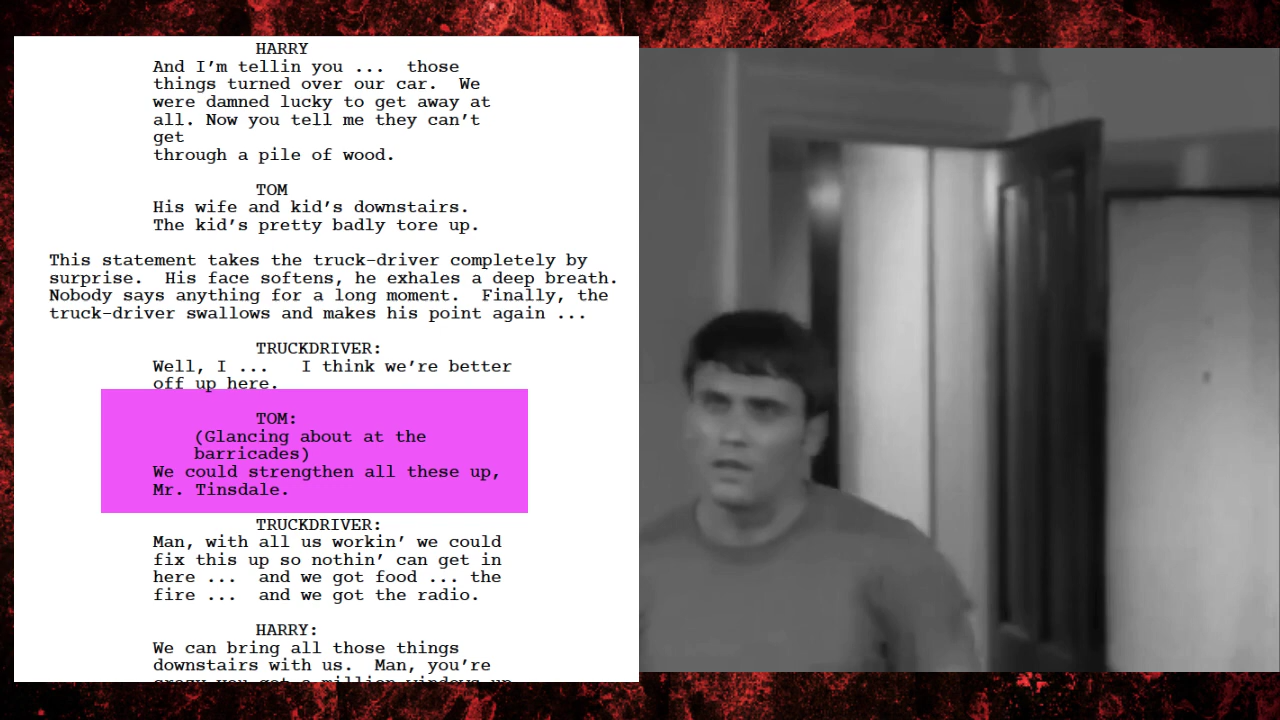 HARRY
And I'm tellin you ...  those
things turned over our car.  We
were damned lucky to get away at
all. Now you tell me they can't
get
through a pile of wood.
TOM
His wife and kid's downstairs.
The kid's pretty badly tore up.
This statement takes the truck-driver completely by
surprise.  His face softens, he exhales a deep breath.
Nobody says anything for a long moment.  Finally, the
truck-driver swallows and makes his point again ...
TRUCKDRIVER:
Well, I ...   I think we're better
off up here.
TOM:
(Glancing about at the
barricades)
We could strengthen all these up,
Mr. Tinsdale.
TRUCKDRIVER:
Man, with all us workin' we could
fix this up so nothin' can get in
here ...  and we got food ... the
fire ...  and we got the radio.
HARRY:
We can bring all those things
downstairs with us.  Man, you're
crazy you got a million windows up